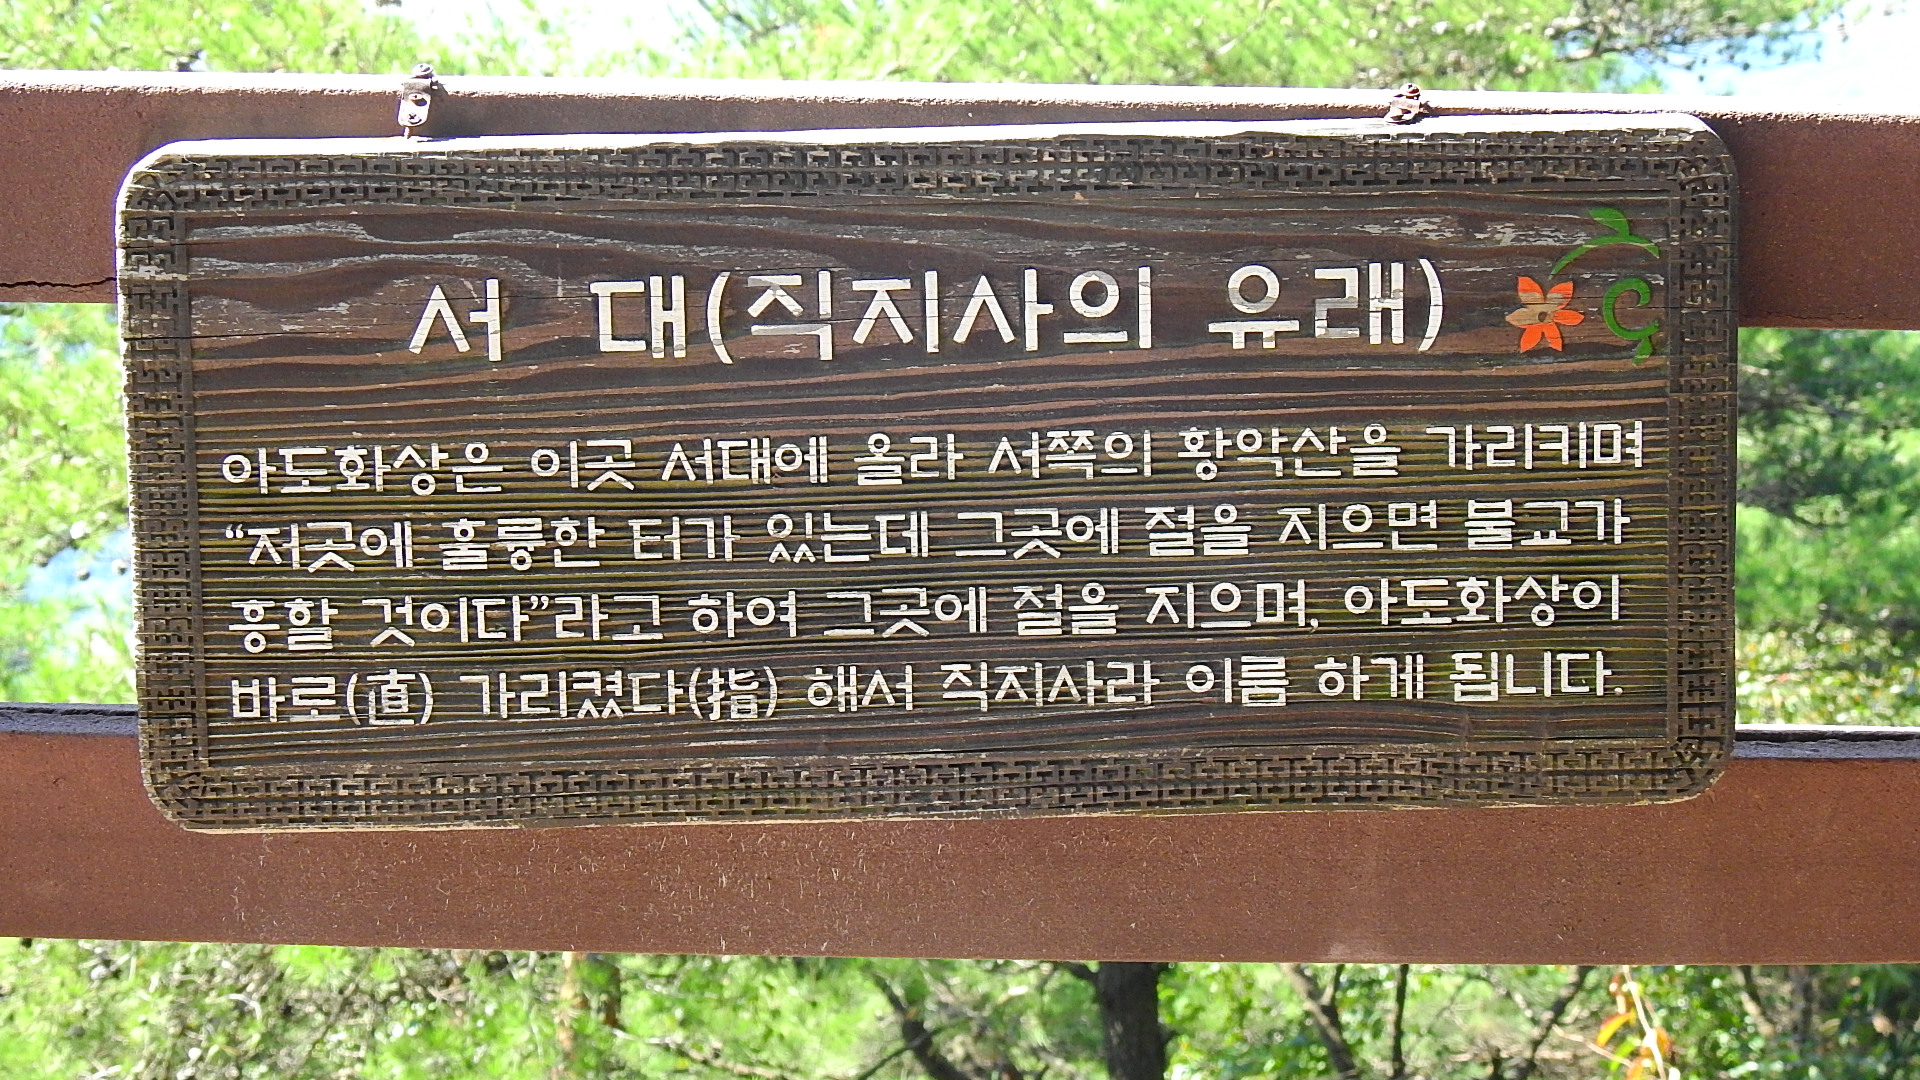 서 대(직지사의 유래)
아도화상은 이곳 서대에 올라 서쪽의 황악산을 가리키며
“저곳에 훌륭한 터가 있는데 그곳에 절을 지으면 불교가
흥할 것이다”라고 하여 그곳에 절을 지으며, 아도화상이
바로(直) 가리켰다(指) 해서 직지사라 이름 하게 됩니다.